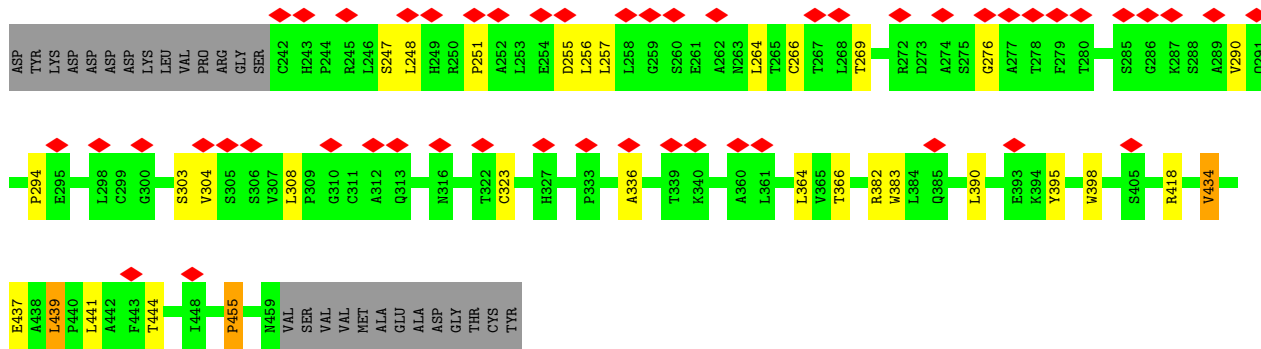 ASP TYR LYS ASP ASP ASP ASP LYS LEU VAL PRO ARG GLY SER C242 H243 P244 R245 L246 S247 L248 H249 R250 P251 A252 L253 E254 D255 L256 L257 L258 G259 S260 E261 A262 N263 L264 T265 C266 T267 L268 T269 R272 D273 A274 S275 G276 A277 T278 F279 T280 S285 G286 K287 S288 A289 V290 Q291
P294 E295 L298 C299 G300 S303 V304 S305 S306 V307 L308 P309 G310 C311 A312 Q313 N316 T322 C323 H327 P333 A336 T339 K340 A360 L361 L364 V365 T366 R382 W383 L384 Q385 L390 E393 K394 Y395 W398 S405 R418 V434
E437 A438 L439 P440 L441 A442 F443 T444 I448 P455 N459 VAL SER VAL VAL MET ALA GLU ALA ASP GLY THR CYS TYR